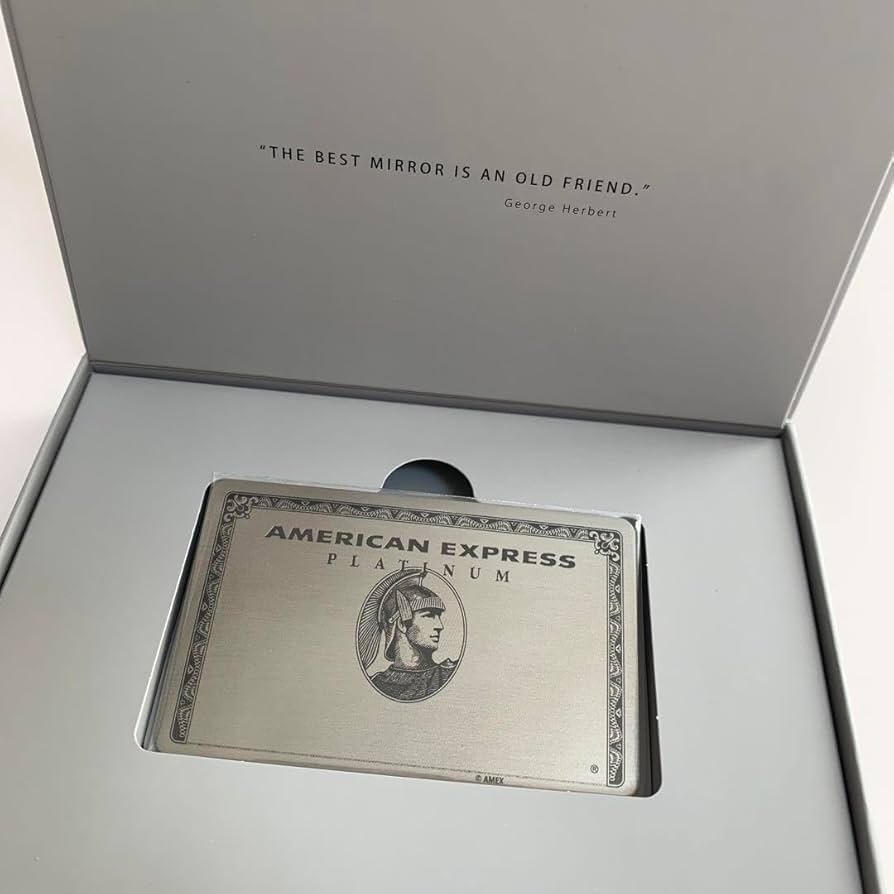 “THE BEST MIRROR IS AN OLD FRIEND.”
George Herbert
AMERICAN EXPRESS
PLATINUM
®
© AMEX